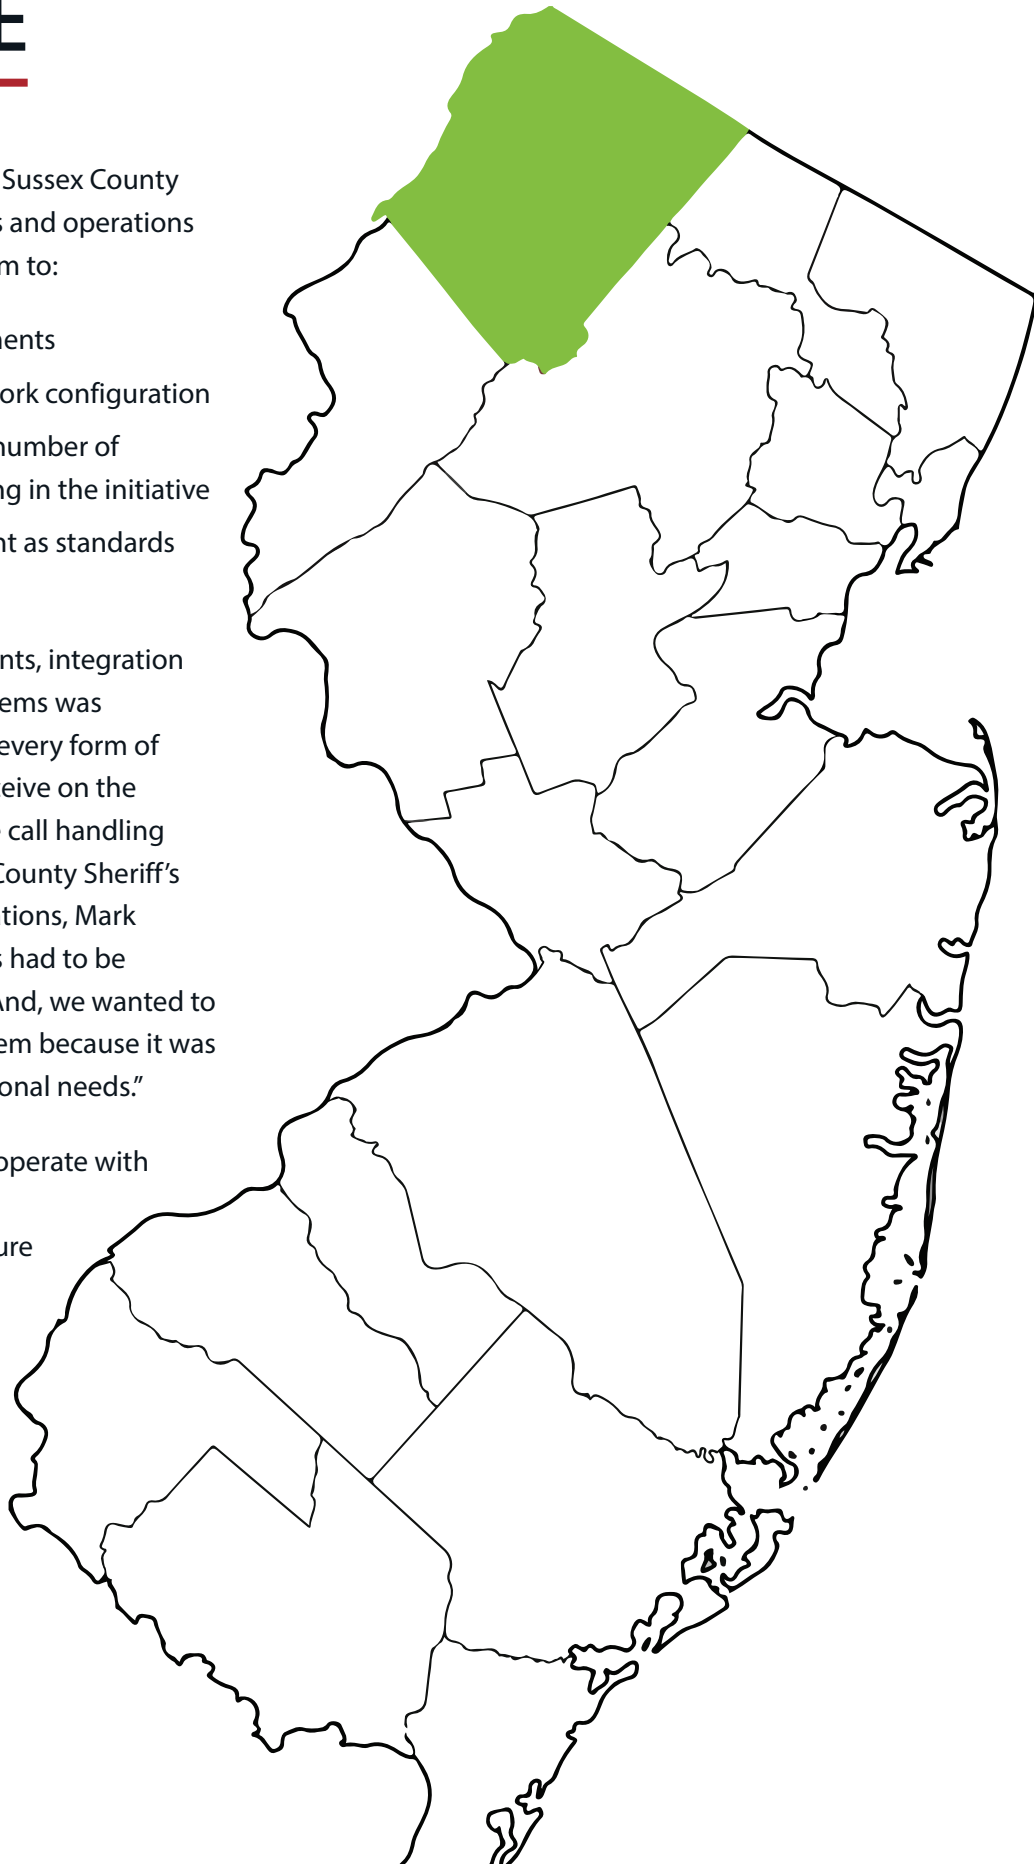 E
Sussex County
s and operations
m to:
nents
ork configuration
number of
ng in the initiative
nt as standards
nts, integration
ems was
every form of
eive on the
call handling
County Sheriff’s
tions, Mark
s had to be
And, we wanted to
em because it was
onal needs.”
operate with
ure